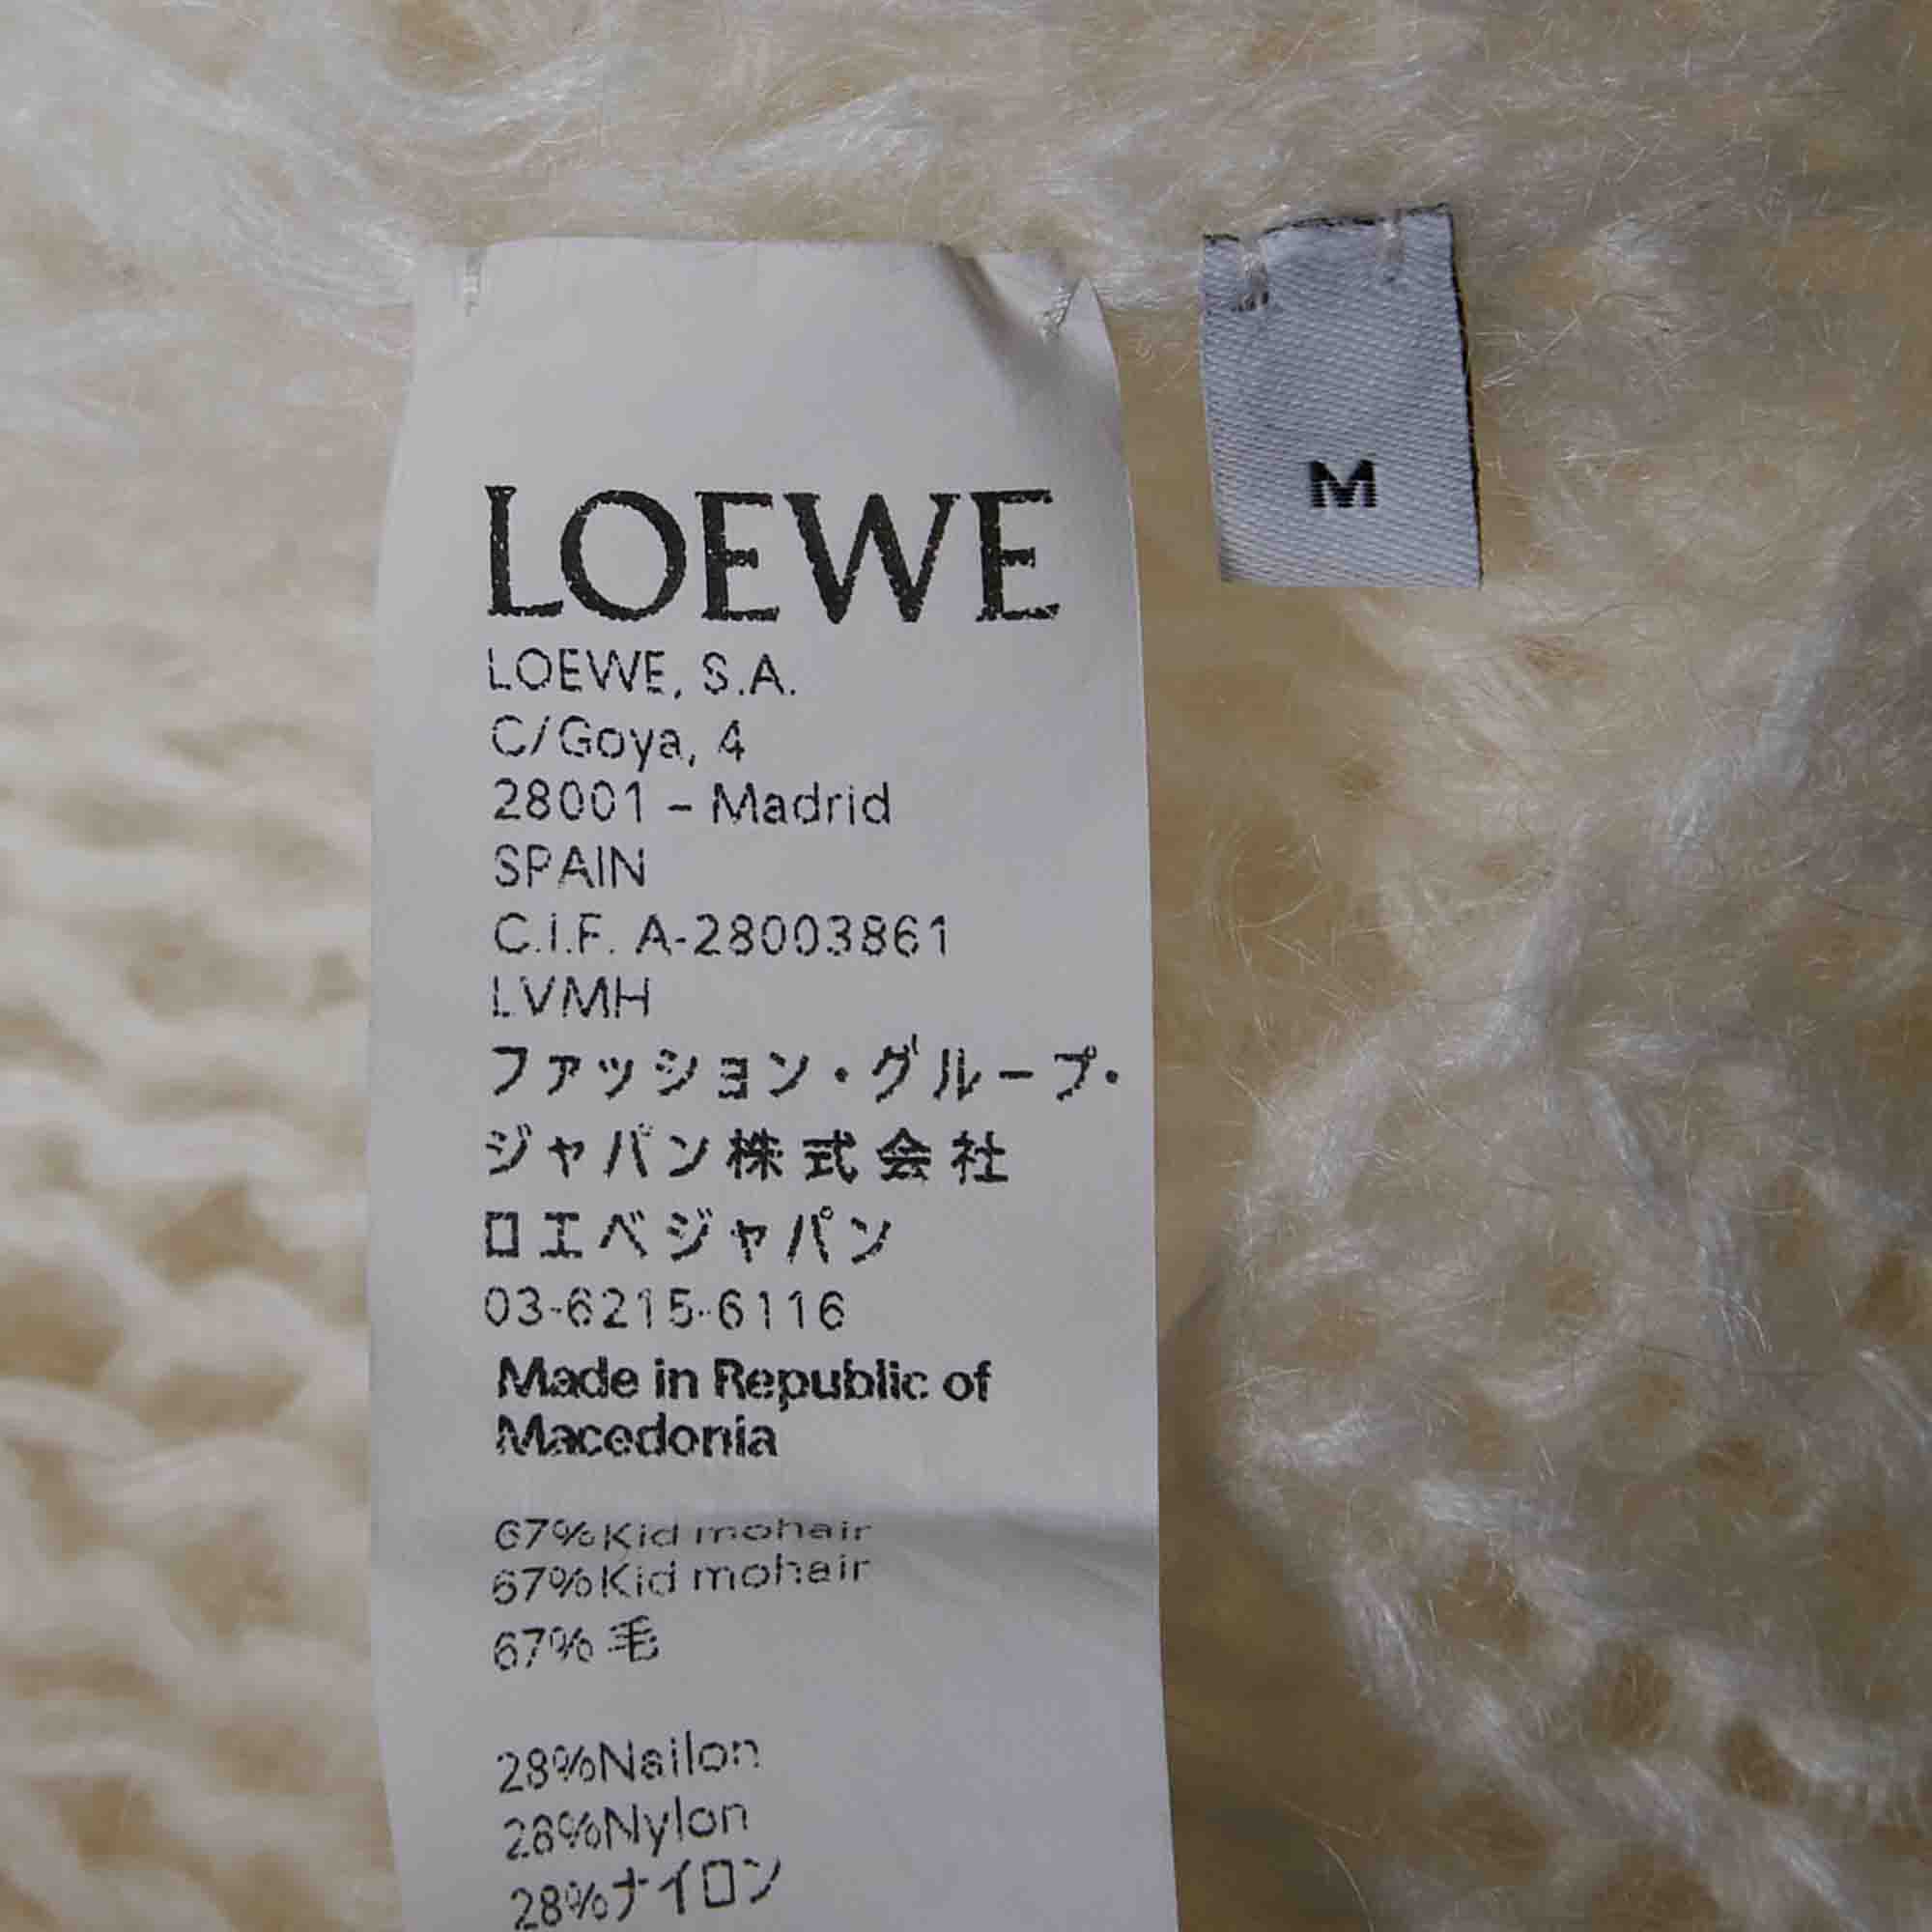 LOEWE
LOEWE, S.A.
C/Goya, 4
28001 – Madrid
SPAIN
C.I.F. A-28003861
LVMH
ファッション・グループ・
ジャパン株式会社
ロエベジャパン
03-6215-6116
Made in Republic of
Macedonia
67%Kid mohair
67%Kid mohair
67% 毛
28%Nailon
28%Nylon
28%ナイロン
M